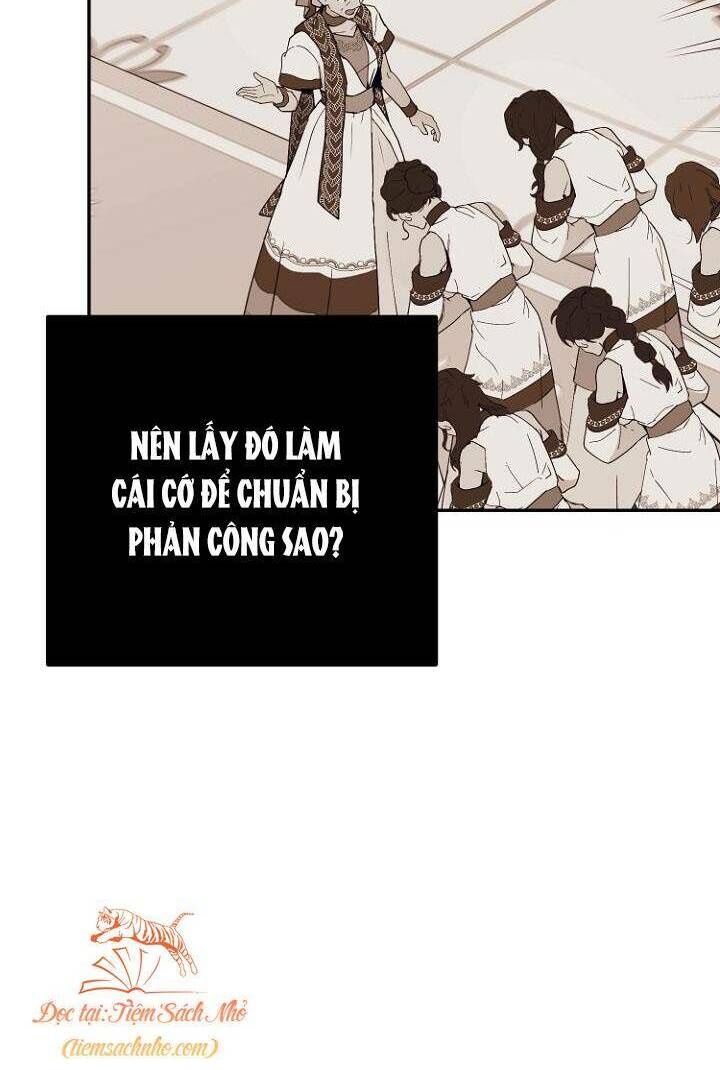 NÊN LẤY ĐÓ LÀM
CÁI CỚ ĐỂ CHUẨN BỊ
PHẢN CÔNG SAO?
Đọc tại: Tiệm Sách Nhỏ
(tiemsachnho.com)